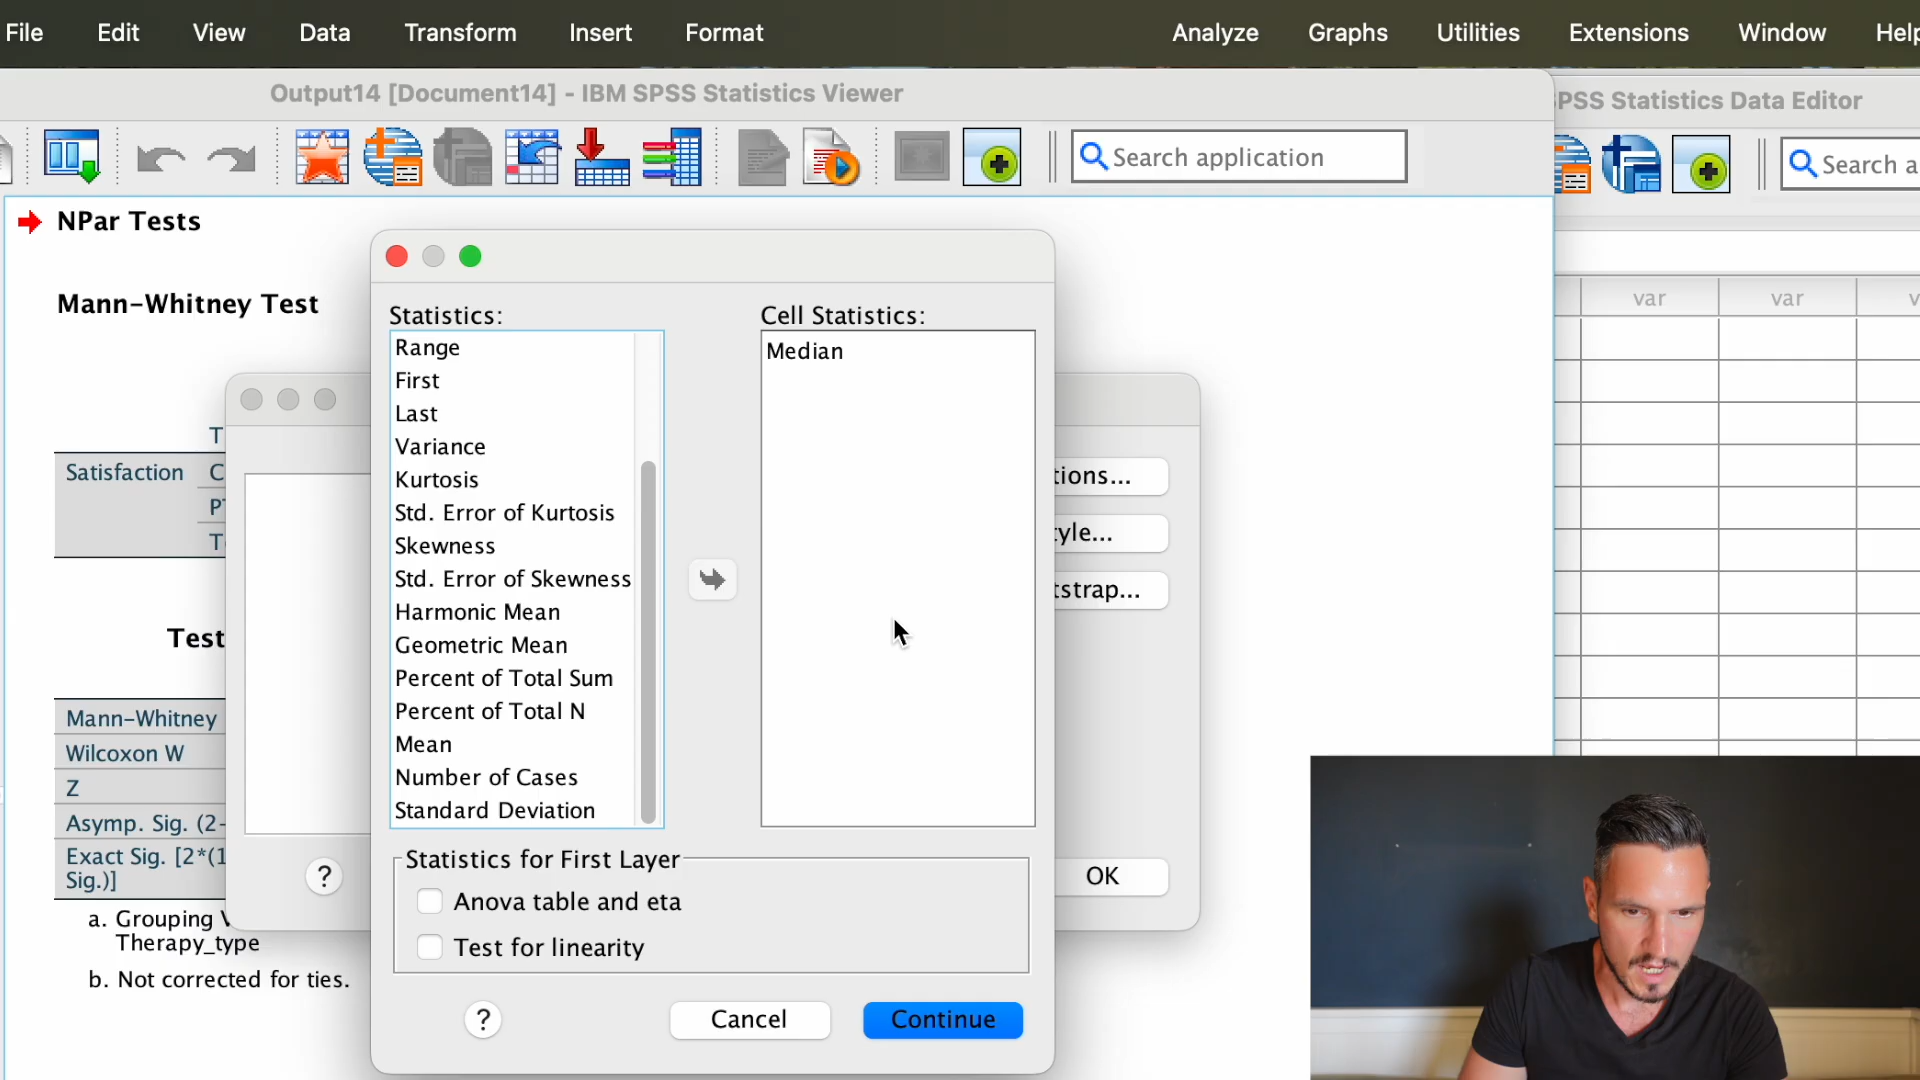 File Edit View Data Transform Insert Format Analyze Graphs Utilities Extensions Window Help
Output14 [Document14] - IBM SPSS Statistics Viewer
SPSS Statistics Data Editor
Search application
Search a
NPar Tests
Mann-Whitney Test
var var
Statistics:
Range
First
Last
Variance
Kurtosis
Std. Error of Kurtosis
Skewness
Std. Error of Skewness
Harmonic Mean
Geometric Mean
Percent of Total Sum
Percent of Total N
Mean
Number of Cases
Standard Deviation
Cell Statistics:
Median
Statistics for First Layer
Anova table and eta
Test for linearity
?
Cancel
Continue
tions...
tyle...
tstrap...
?
OK
T
Satisfaction C
P
T
Test
Mann-Whitney
Wilcoxon W
Z
Asymp. Sig. (2-
Exact Sig. [2*(1
Sig.)]
a. Grouping V
Therapy_type
b. Not corrected for ties.